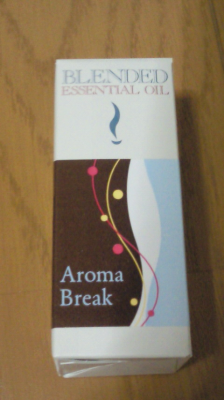 BLENDED
ESSENTIAL OIL
Aroma
Break